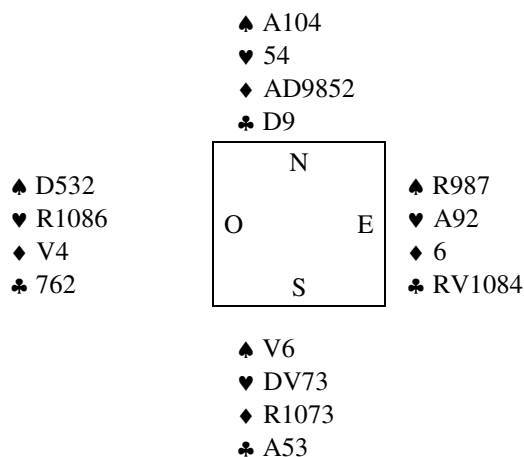 ♠ A104
♥ 54
♦ AD9852
♣ D9
N
♠ D532
♥ R1086
♦ V4
♣ 762
O E
♠ R987
♥ A92
♦ 6
♣ RV1084
S
♠ V6
♥ DV73
♦ R1073
♣ A53